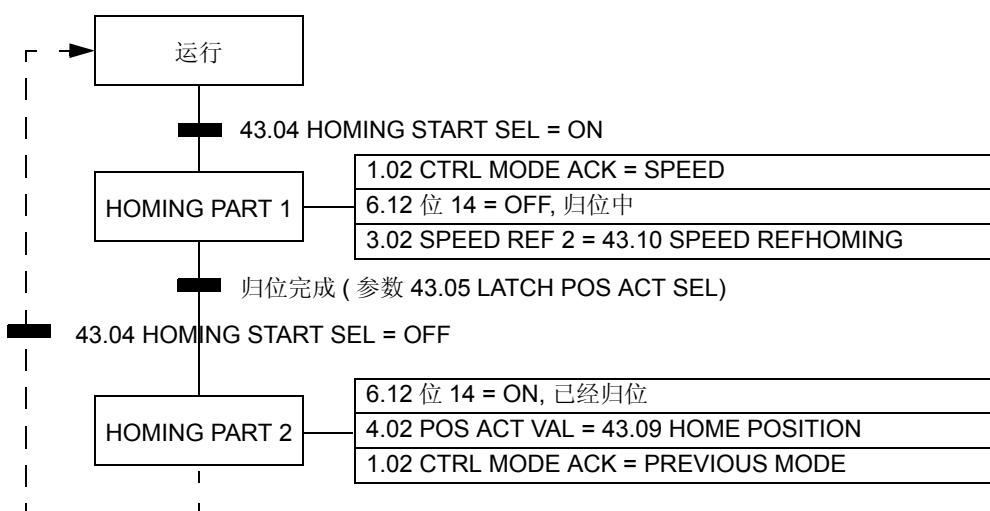 运行
43.04 HOMING START SEL = ON
HOMING PART 1
1.02 CTRL MODE ACK = SPEED
6.12 位 14 = OFF, 归位中
3.02 SPEED REF 2 = 43.10 SPEED REFHOMING
归位完成 ( 参数 43.05 LATCH POS ACT SEL)
43.04 HOMING START SEL = OFF
HOMING PART 2
6.12 位 14 = ON, 已经归位
4.02 POS ACT VAL = 43.09 HOME POSITION
1.02 CTRL MODE ACK = PREVIOUS MODE